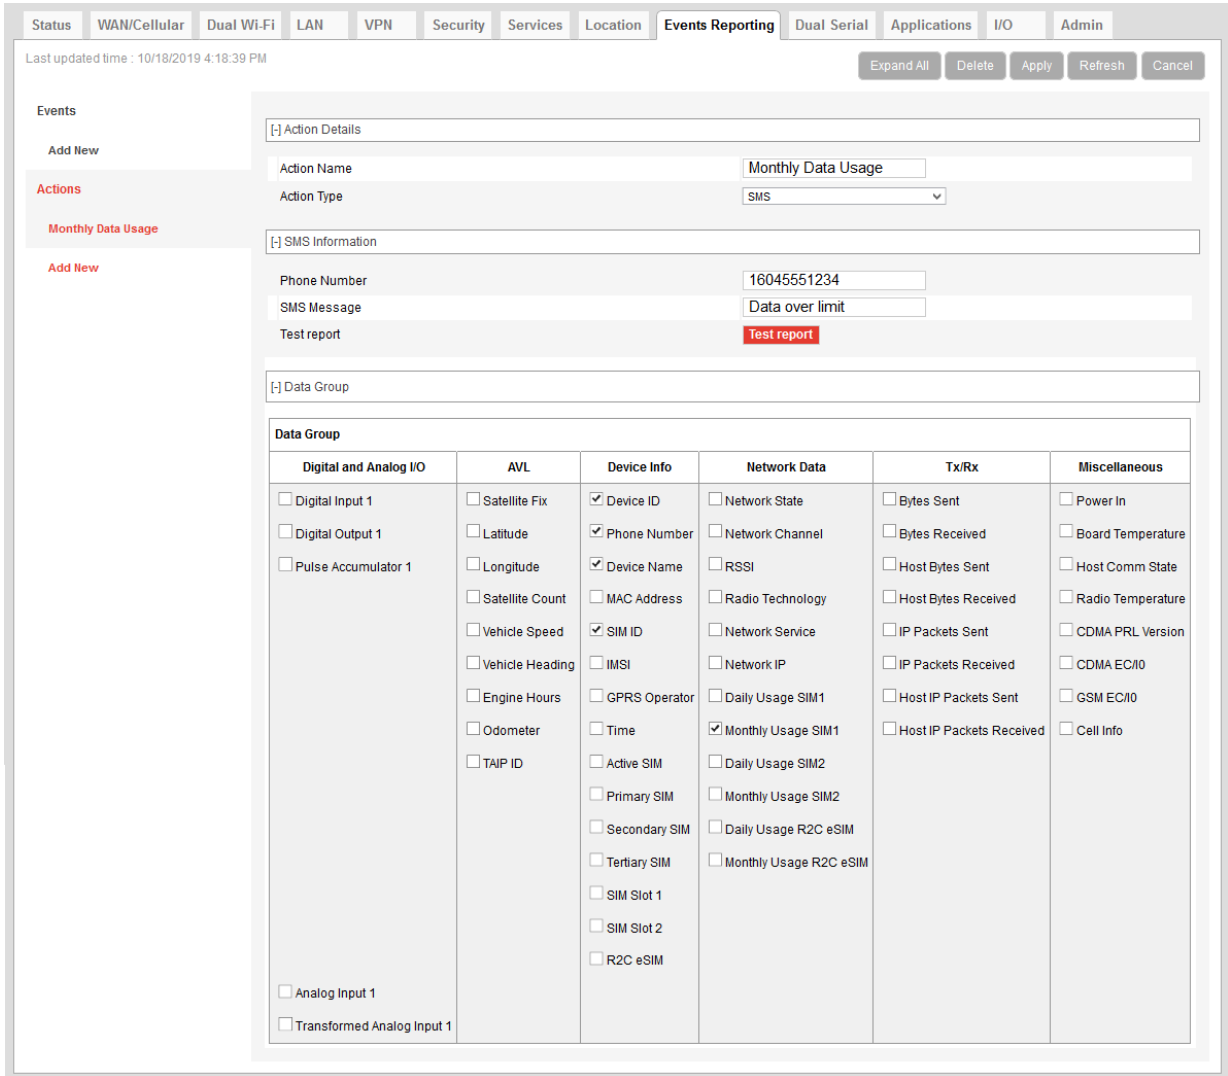 Status WAN/Cellular Dual Wi-Fi LAN VPN Security Services Location Events Reporting Dual Serial Applications I/O Admin
Last updated time : 10/18/2019 4:18:39 PM
Expand All Delete Apply Refresh Cancel
Events
Add New
Actions
Monthly Data Usage
Add New
[-] Action Details
Action Name Monthly Data Usage
Action Type SMS
[-] SMS Information
Phone Number 16045551234
SMS Message Data over limit
Test report Test report
[-] Data Group
Data Group
Digital and Analog I/O AVL Device Info Network Data Tx/Rx Miscellaneous
Digital Input 1 Satellite Fix Device ID Network State Bytes Sent Power In
Digital Output 1 Latitude Phone Number Network Channel Bytes Received Board Temperature
Pulse Accumulator 1 Longitude Device Name RSSI Host Bytes Sent Host Comm State
Satellite Count MAC Address Radio Technology Host Bytes Received Radio Temperature
Vehicle Speed SIM ID Network Service IP Packets Sent CDMA PRL Version
Vehicle Heading IMSI Network IP IP Packets Received CDMA EC/I0
Engine Hours GPRS Operator Daily Usage SIM1 Host IP Packets Sent GSM EC/I0
Odometer Time Monthly Usage SIM1 Host IP Packets Received Cell Info
TAIP ID Active SIM Daily Usage SIM2
Primary SIM Monthly Usage SIM2
Secondary SIM Daily Usage R2C eSIM
Tertiary SIM Monthly Usage R2C eSIM
SIM Slot 1
SIM Slot 2
R2C eSIM
Analog Input 1
Transformed Analog Input 1